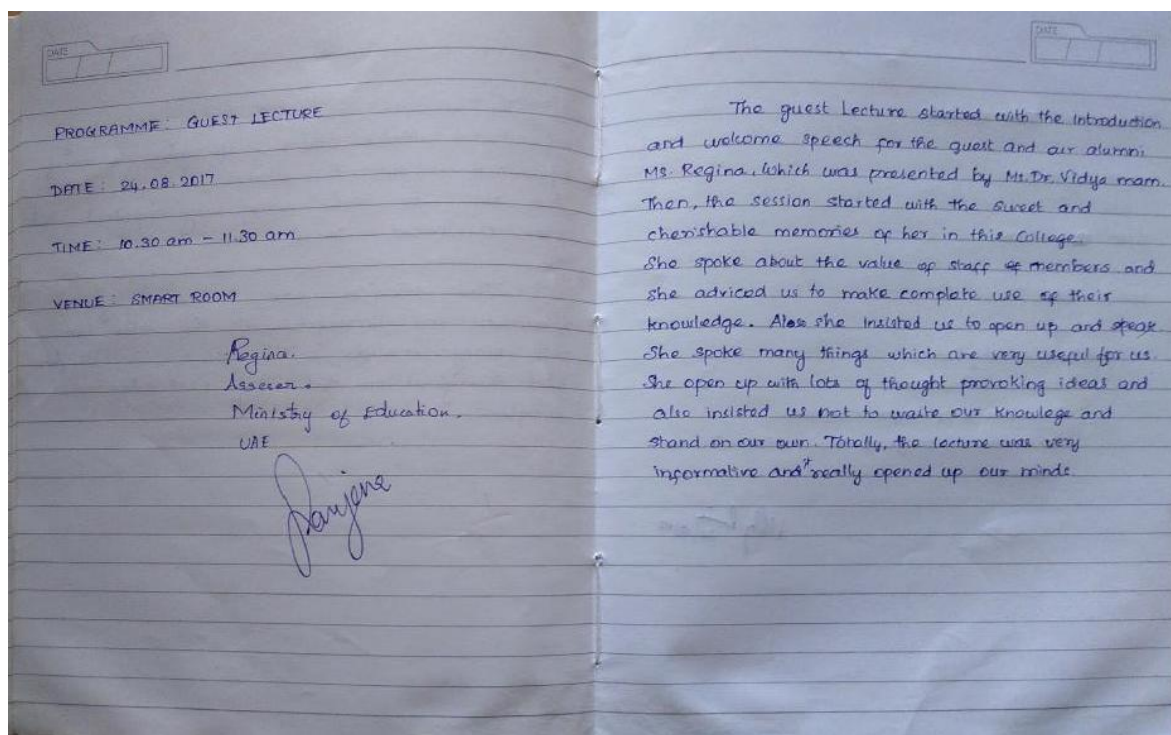 DATE
PROGRAMME: GUEST LECTURE
DATE: 24.08.2017
TIME: 10.30 am - 11.30 am
VENUE: SMART ROOM
Regina.
Assecer.
Ministry of Education.
UAE
DATE
The guest Lecture started with the Introduction
and welcome speech for the guest and our alumni
Ms. Regina, which was presented by Ms. Dr. Vidya mam.
Then, the session started with the sweet and
cherishable memories of her in this College.
She spoke about the value of staff members and
she adviced us to make complete use of their
knowledge. Also she insisted us to open up and speak
She spoke many things which are very useful for us.
She open up with lots of thought provoking ideas and
also insisted us not to waste our knowlege and
stand on our own. Totally, the lecture was very
informative and it really opened up our minds.